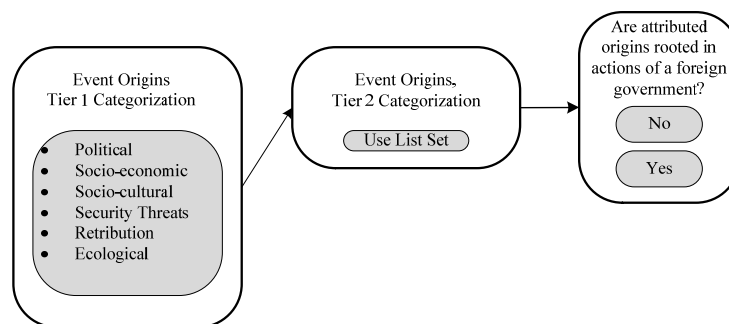 Event Origins
Tier 1 Categorization
• Political
• Socio-economic
• Socio-cultural
• Security Threats
• Retribution
• Ecological
Event Origins,
Tier 2 Categorization
Use List Set
Are attributed
origins rooted in
actions of a foreign
government?
No
Yes